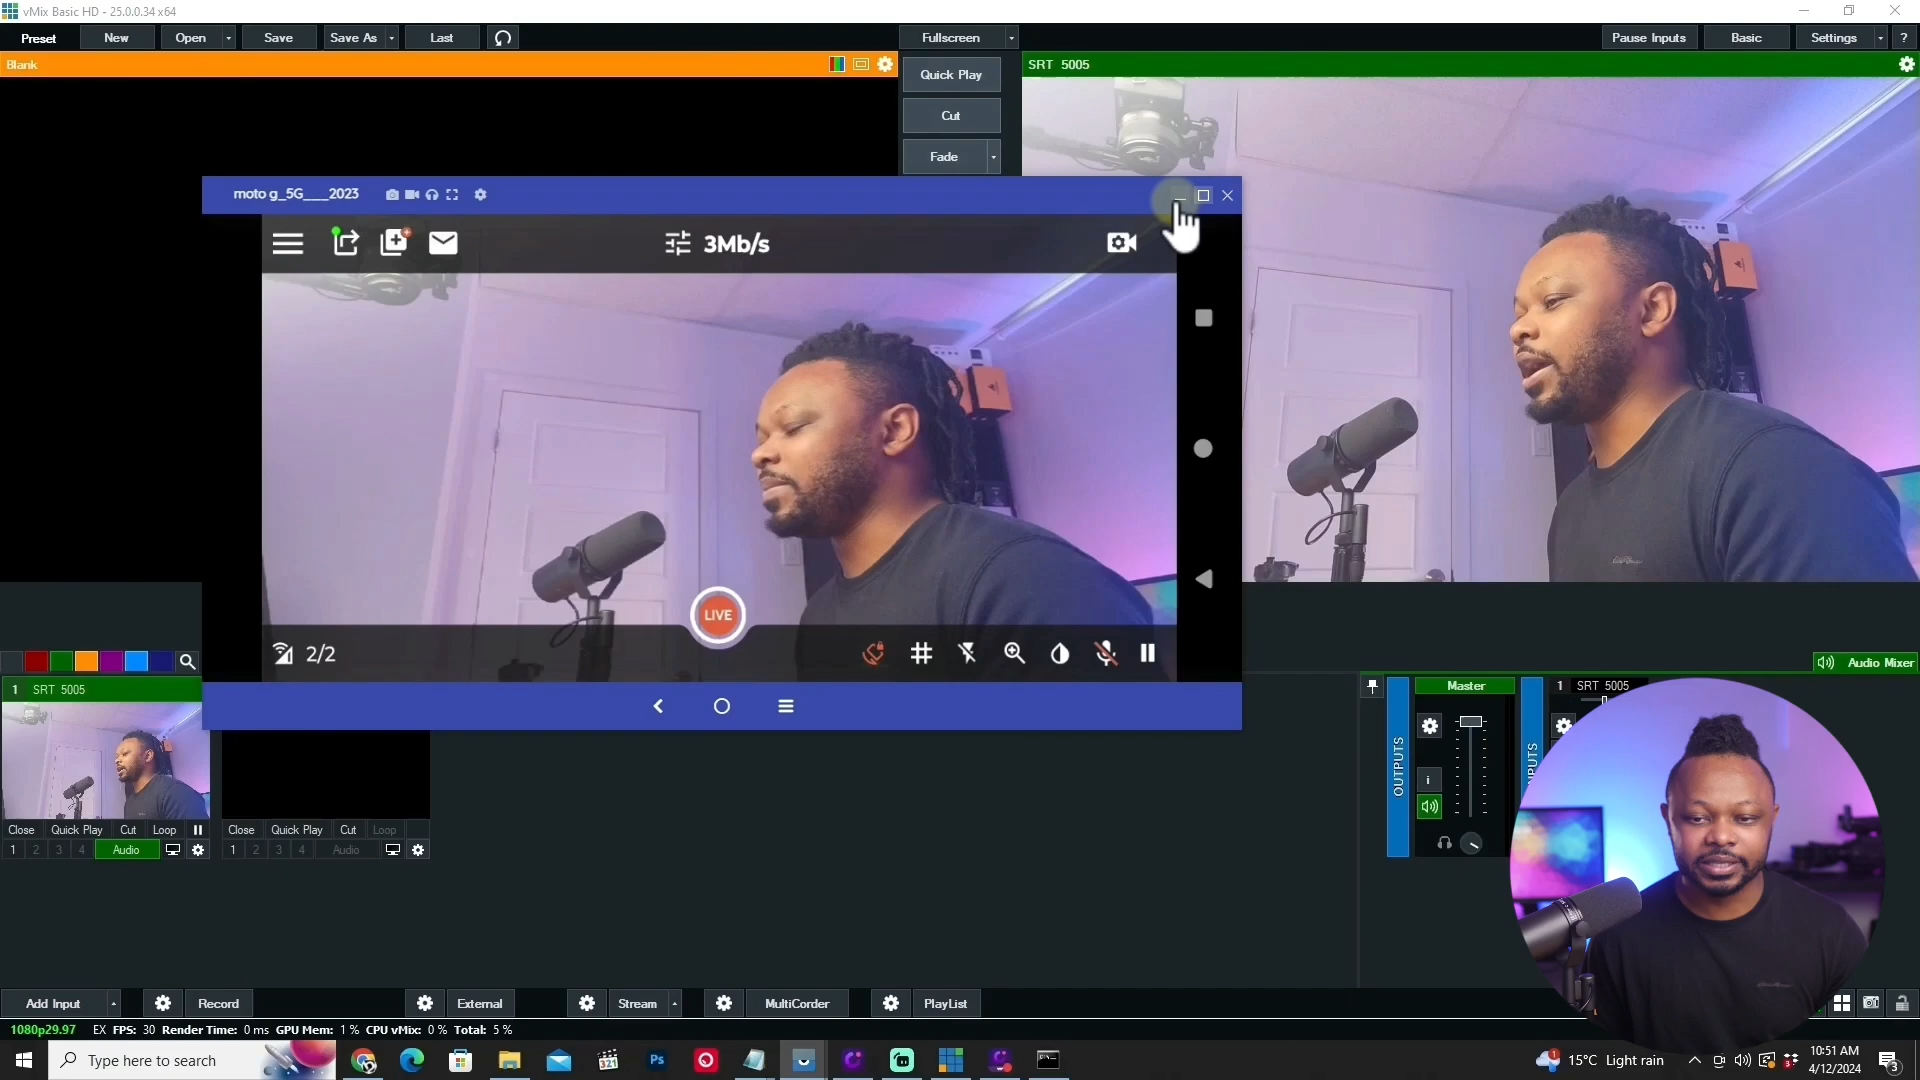 vMix Basic HD - 25.0.0.34 x64
Preset New Open Save Save As Last Fullscreen Pause Inputs Basic Settings ?
Blank
Quick Play
SRT 5005
Cut
Fade
moto g_5G___2023
3Mb/s
LIVE
2/2
1 SRT 5005
Close Quick Play Cut Loop
1 2 3 4 Audio
Close Quick Play Cut Loop
1 2 3 4 Audio
Audio Mixer
Master
1 SRT 5005
OUTPUTS
i
Add Input Record External Stream MultiCorder PlayList
1080p29.97 EX FPS: 30 Render Time: 0 ms GPU Mem: 1 % CPU vMix: 0 % Total: 5 %
Type here to search
321
Ps
1
15°C Light rain
3
10:51 AM
4/12/2024
3